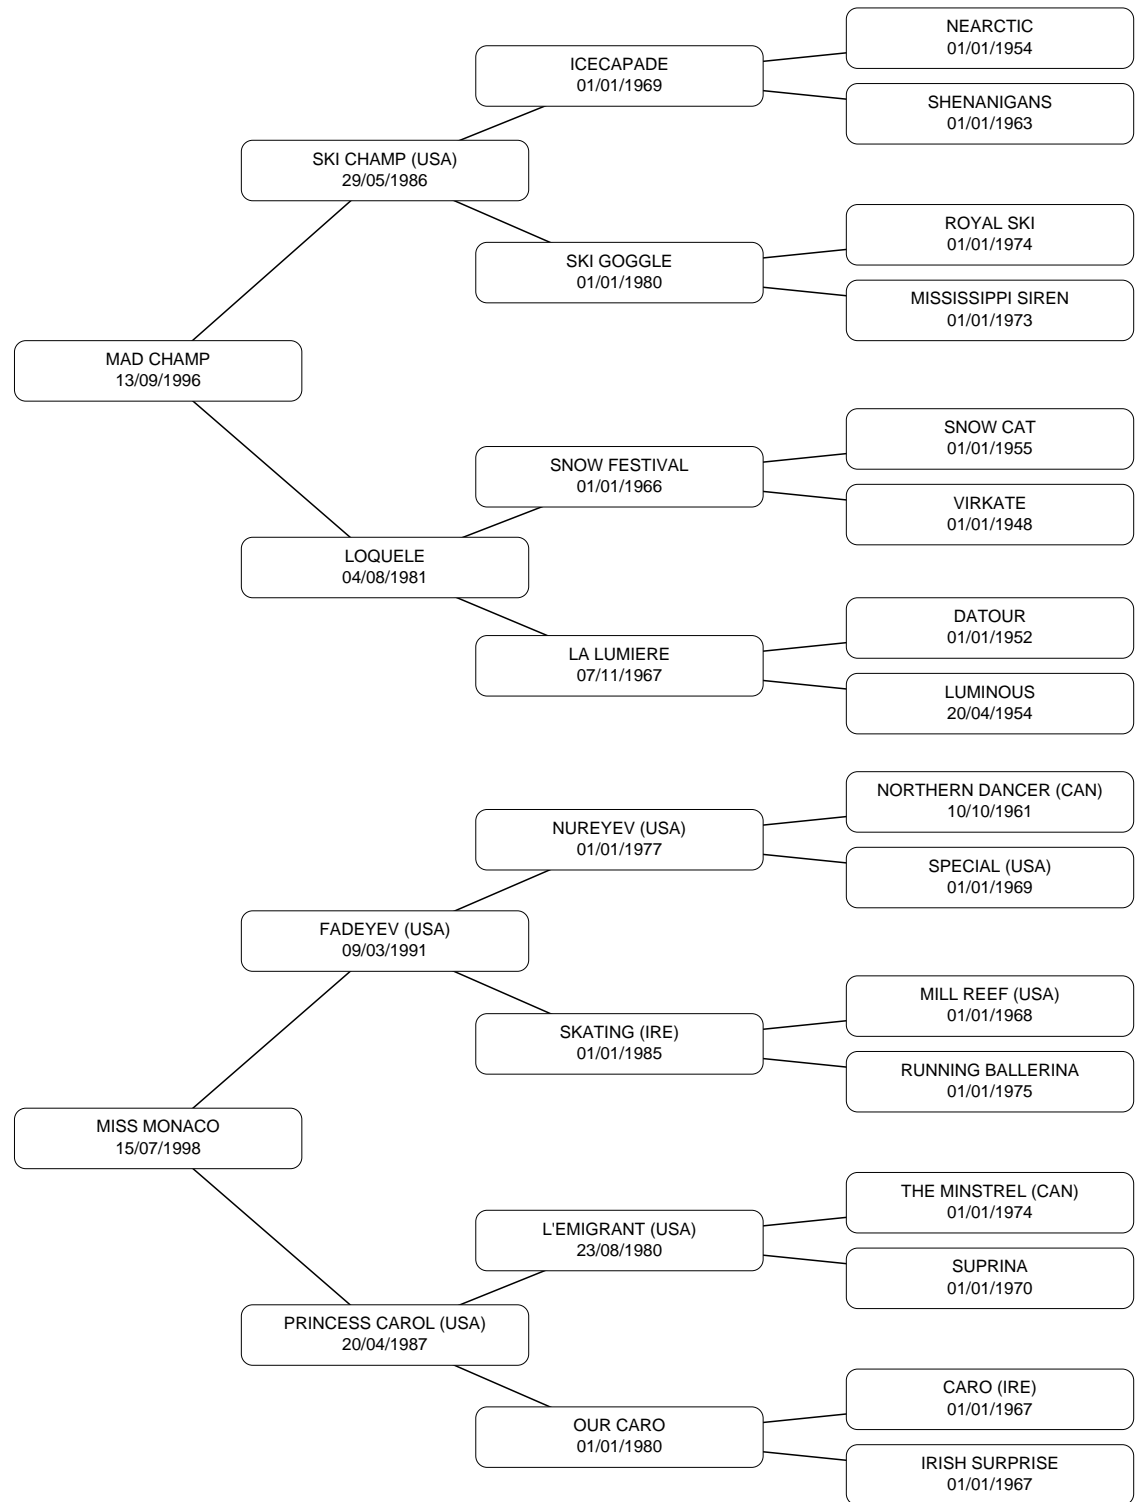 NEARCTIC
01/01/1954
ICECAPADE
01/01/1969
SHENANIGANS
01/01/1963
SKI CHAMP (USA)
29/05/1986
ROYAL SKI
01/01/1974
SKI GOGGLE
01/01/1980
MISSISSIPPI SIREN
01/01/1973
MAD CHAMP
13/09/1996
SNOW CAT
01/01/1955
SNOW FESTIVAL
01/01/1966
VIRKATE
01/01/1948
LOQUELE
04/08/1981
DATOUR
01/01/1952
LA LUMIERE
07/11/1967
LUMINOUS
20/04/1954
NORTHERN DANCER (CAN)
10/10/1961
NUREYEV (USA)
01/01/1977
SPECIAL (USA)
01/01/1969
FADEYEV (USA)
09/03/1991
MILL REEF (USA)
01/01/1968
SKATING (IRE)
01/01/1985
RUNNING BALLERINA
01/01/1975
MISS MONACO
15/07/1998
THE MINSTREL (CAN)
01/01/1974
L'EMIGRANT (USA)
23/08/1980
SUPRINA
01/01/1970
PRINCESS CAROL (USA)
20/04/1987
CARO (IRE)
01/01/1967
OUR CARO
01/01/1980
IRISH SURPRISE
01/01/1967